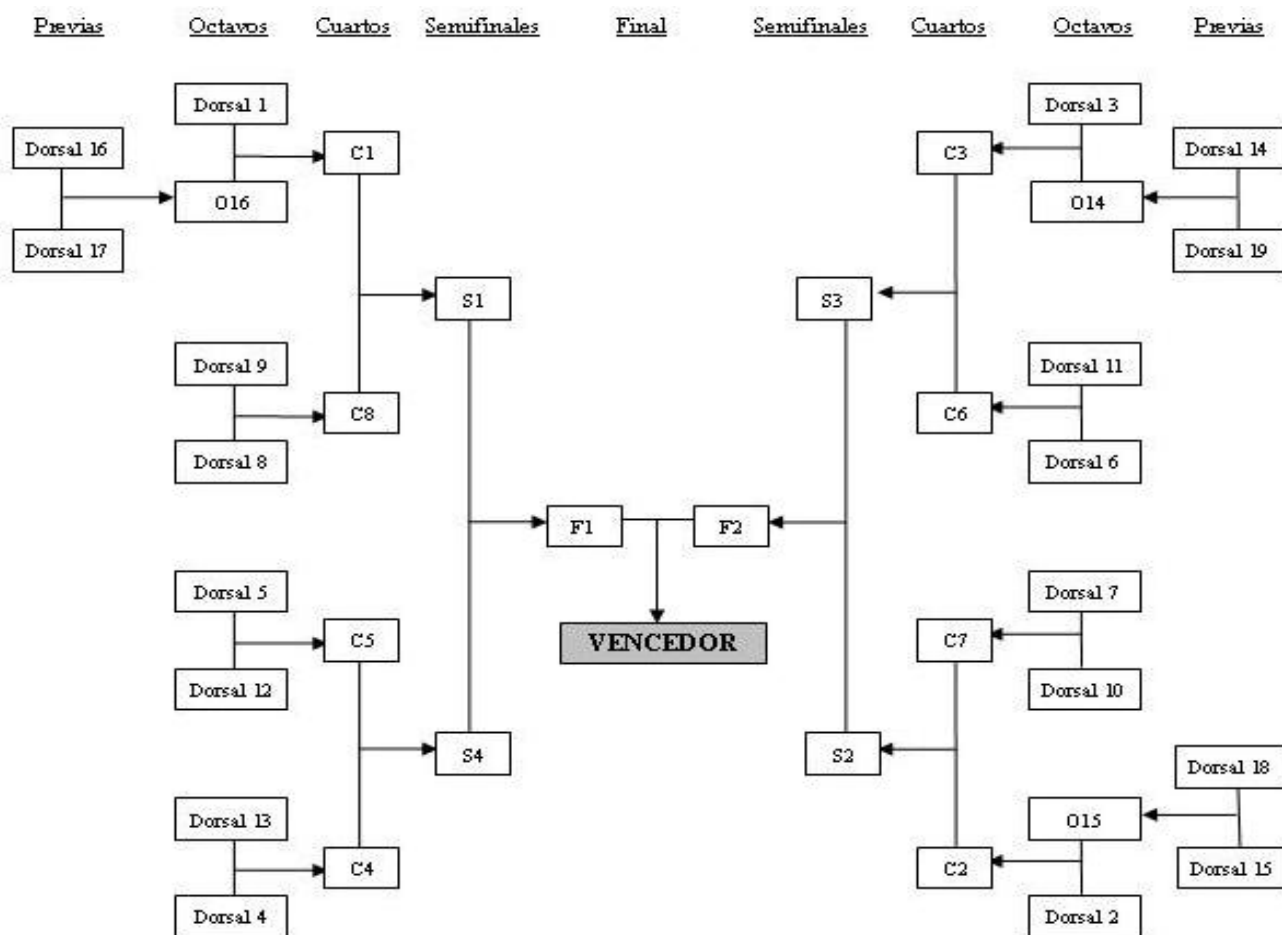 Previas Octavos Cuartos Semifinales Final Semifinales Cuartos Octavos Previas
Dorsal 1 Dorsal 3
Dorsal 16 C1 C3 Dorsal 14
O16 O14
Dorsal 17 Dorsal 19
S1 S3
Dorsal 9 Dorsal 11
C8 C6
Dorsal 8 Dorsal 6
F1 F2
Dorsal 5 Dorsal 7
C5 VENCEDOR C7
Dorsal 12 Dorsal 10
S4 S2
Dorsal 18
Dorsal 13 O15
C4 C2 Dorsal 15
Dorsal 4 Dorsal 2